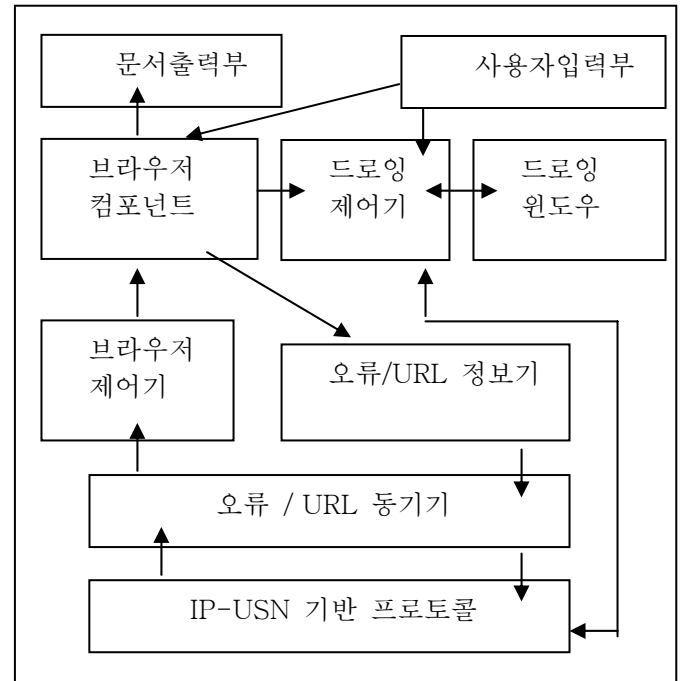 문서출력부
사용자입력부
브라우저
컴포넌트
드로잉
제어기
드로잉
윈도우
브라우저
제어기
오류/URL 정보기
오류 / URL 동기기
IP-USN 기반 프로토콜